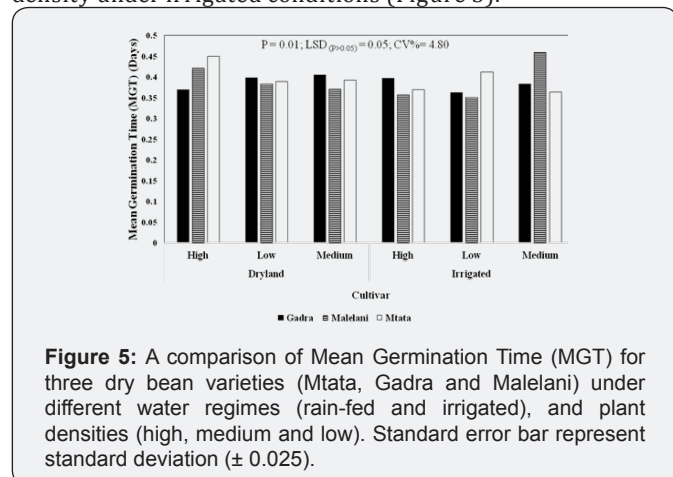 density under irrigated conditions (Figure 5).
P = 0.01; LSD (P>0.05) = 0.05; CV%= 4.80
Mean Germination Time (MGT) (Days)
0.5
0.45
0.4
0.35
0.3
0.25
0.2
0.15
0.1
0.05
0
High Low Medium High Low Medium
Dryland Irrigated
Cultivar
Gadra Malelani Mtata
Figure 5: A comparison of Mean Germination Time (MGT) for
three dry bean varieties (Mtata, Gadra and Malelani) under
different water regimes (rain-fed and irrigated), and plant
densities (high, medium and low). Standard error bar represent
standard deviation (± 0.025).